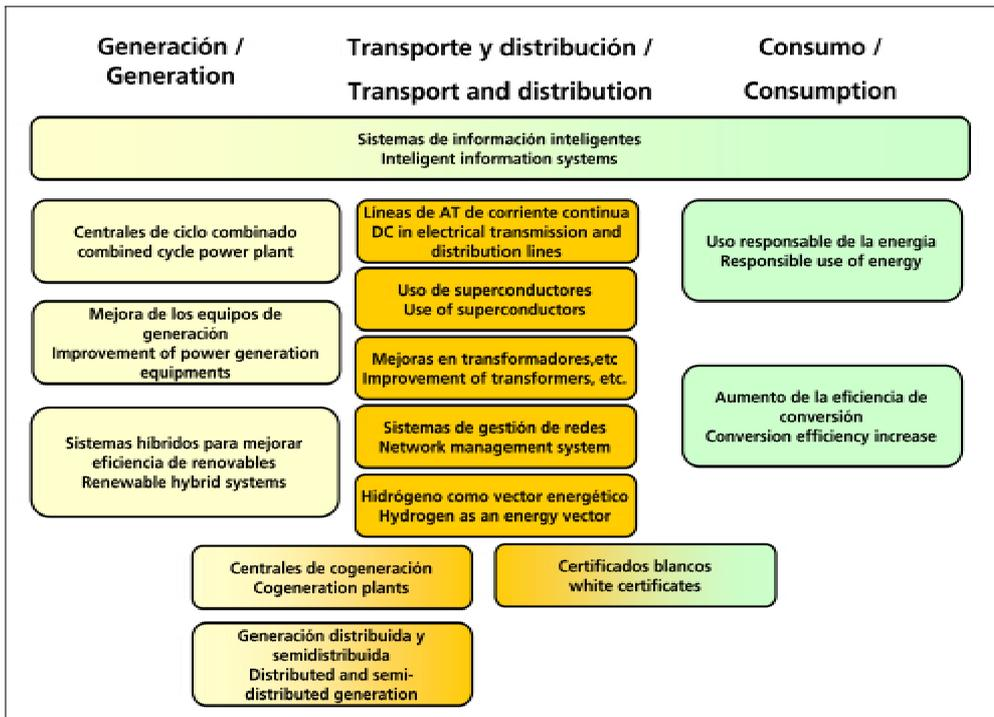 Generación /
Generation
Transporte y distribución /
Transport and distribution
Consumo /
Consumption
Sistemas de información inteligentes
Inteligent information systems
Centrales de ciclo combinado
combined cycle power plant
Mejora de los equipos de
generación
Improvement of power generation
equipments
Sistemas híbridos para mejorar
eficiencia de renovables
Renewable hybrid systems
Líneas de AT de corriente continua
DC in electrical transmission and
distribution lines
Uso de superconductores
Use of superconductors
Mejoras en transformadores,etc
Improvement of transformers, etc.
Sistemas de gestión de redes
Network management system
Hidrógeno como vector energético
Hydrogen as an energy vector
Uso responsable de la energía
Responsible use of energy
Aumento de la eficiencia de
conversión
Conversion efficiency increase
Centrales de cogeneración
Cogeneration plants
Certificados blancos
white certificates
Generación distribuida y
semidistribuida
Distributed and semi-
distributed generation